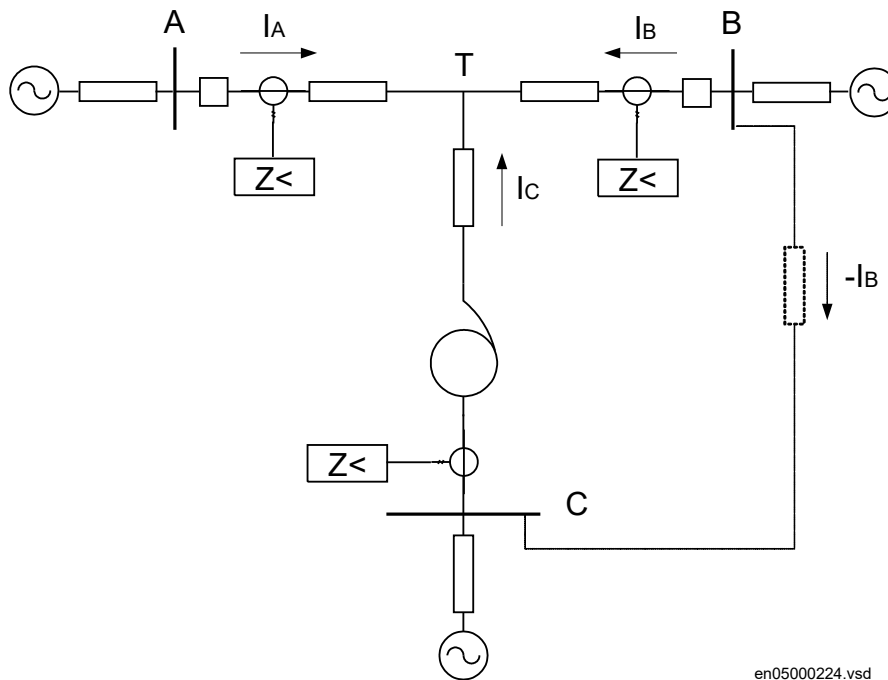 A
IA
T
IB
B
Z<
Z<
IC
-IB
Z<
C
en05000224.vsd